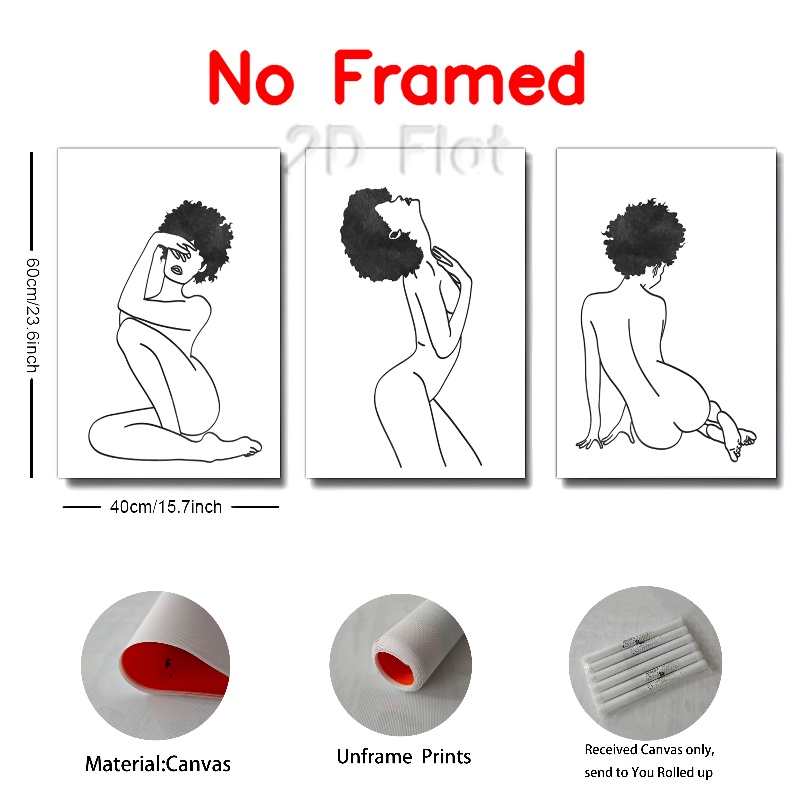 No Framed
2D Flat
60cm/23.6inch
40cm/15.7inch
Material:Canvas
Unframe Prints
Received Canvas only,
send to You Rolled up